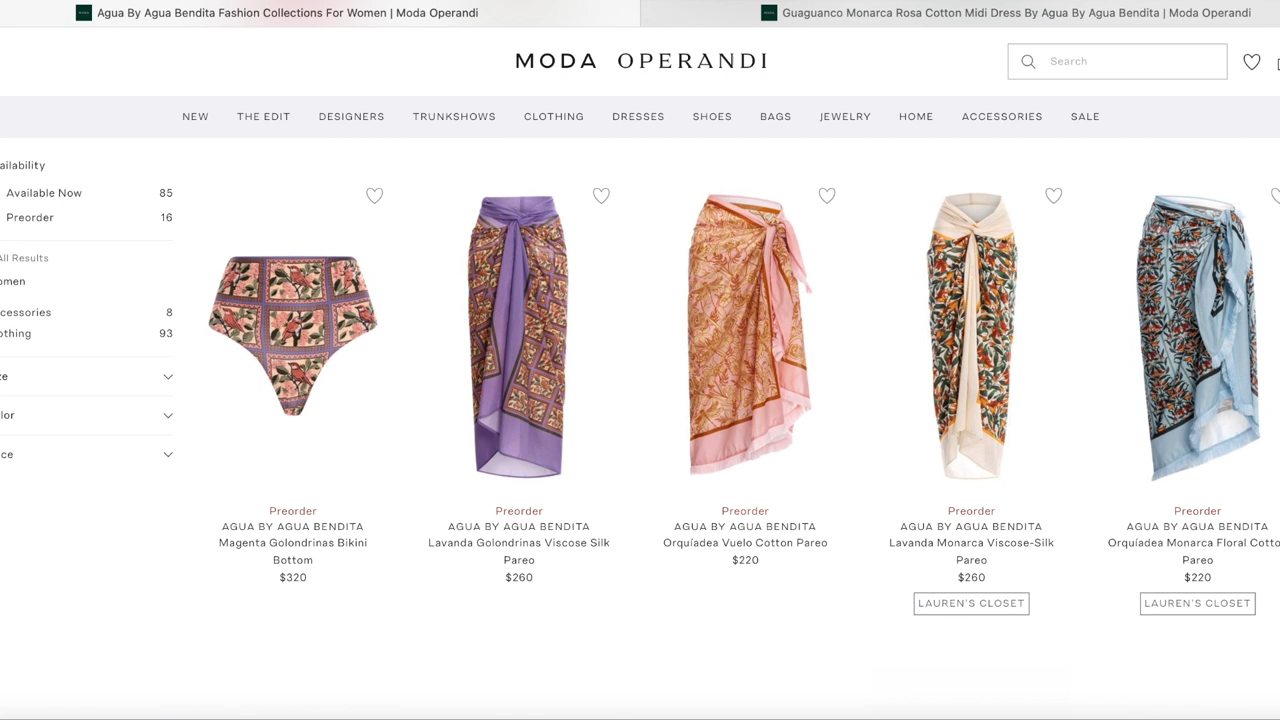 Agua By Agua Bendita Fashion Collections For Women | Moda Operandi
Guaguanco Monarca Rosa Cotton Midi Dress By Agua By Agua Bendita | Moda Operandi
MODA OPERANDI
Search
NEW THE EDIT DESIGNERS TRUNKSHOWS CLOTHING DRESSES SHOES BAGS JEWELRY HOME ACCESSORIES SALE
ailability
Available Now 85
Preorder 16
All Results
omen
cessories 8
othing 93
ze
lor
ce
Preorder
AGUA BY AGUA BENDITA
Magenta Golondrinas Bikini
Bottom
$320
Preorder
AGUA BY AGUA BENDITA
Lavanda Golondrinas Viscose Silk
Pareo
$260
Preorder
AGUA BY AGUA BENDITA
Orquíadea Vuelo Cotton Pareo
$220
Preorder
AGUA BY AGUA BENDITA
Lavanda Monarca Viscose-Silk
Pareo
$260
LAUREN'S CLOSET
Preorder
AGUA BY AGUA BENDITA
Orquíadea Monarca Floral Cotto
Pareo
$220
LAUREN'S CLOSET